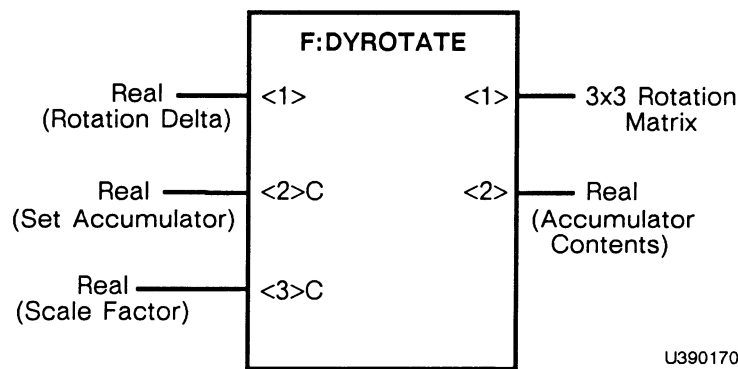 F:DYROTATE
Real
(Rotation Delta)
<1>
<1>
3x3 Rotation
Matrix
Real
(Set Accumulator)
<2>C
<2>
Real
(Accumulator
Contents)
Real
(Scale Factor)
<3>C
U390170